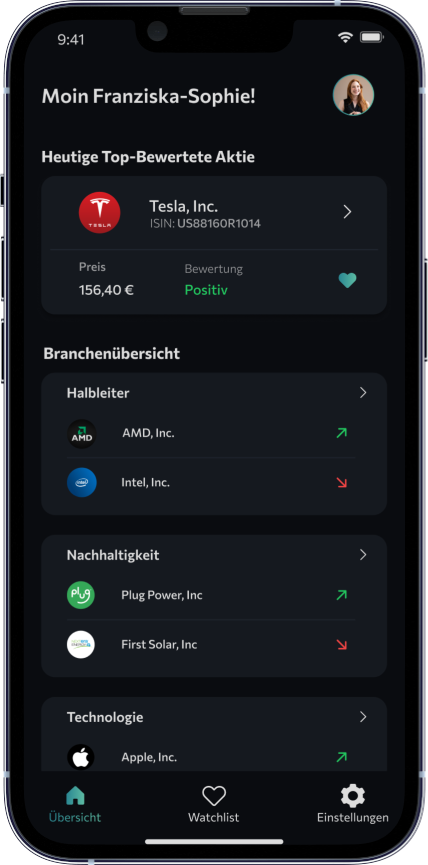 9:41
Moin Franziska-Sophie!
Heutige Top-Bewertete Aktie
TESLA
Tesla, Inc.
ISIN: US88160R1014
Preis
Bewertung
156,40 €
Positiv
Branchenübersicht
Halbleiter
AMD
AMD, Inc.
intel
Intel, Inc.
Nachhaltigkeit
plug
Plug Power, Inc
First Solar, Inc
Technologie
Apple, Inc.
Übersicht
Watchlist
Einstellungen